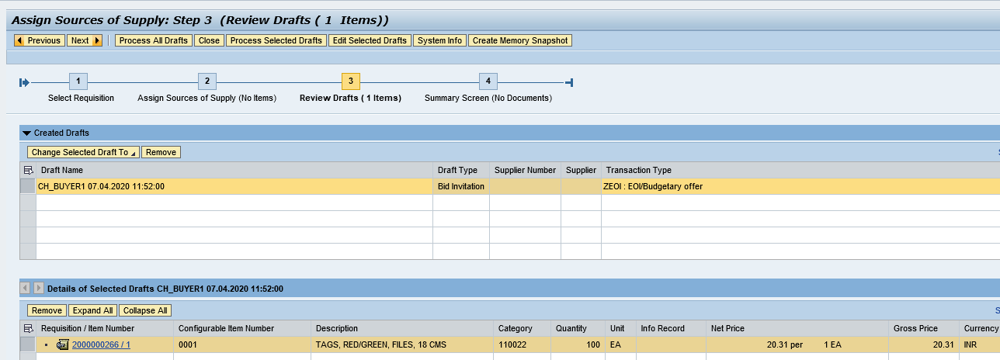 Assign Sources of Supply: Step 3 (Review Drafts ( 1 Items))
Previous Next Process All Drafts Close Process Selected Drafts Edit Selected Drafts System Info Create Memory Snapshot
1 2 3 4
Select Requisition Assign Sources of Supply (No Items) Review Drafts ( 1 Items) Summary Screen (No Documents)
Created Drafts
Change Selected Draft To Remove
Draft Name Draft Type Supplier Number Supplier Transaction Type
CH_BUYER1 07.04.2020 11:52:00 Bid Invitation ZEOI : EOI/Budgetary offer
Details of Selected Drafts CH_BUYER1 07.04.2020 11:52:00
Remove Expand All Collapse All
Requisition / Item Number Configurable Item Number Description Category Quantity Unit Info Record Net Price Gross Price Currency
2000000266 / 1 0001 TAGS, RED/GREEN, FILES, 18 CMS 110022 100 EA 20.31 per 1 EA 20.31 INR